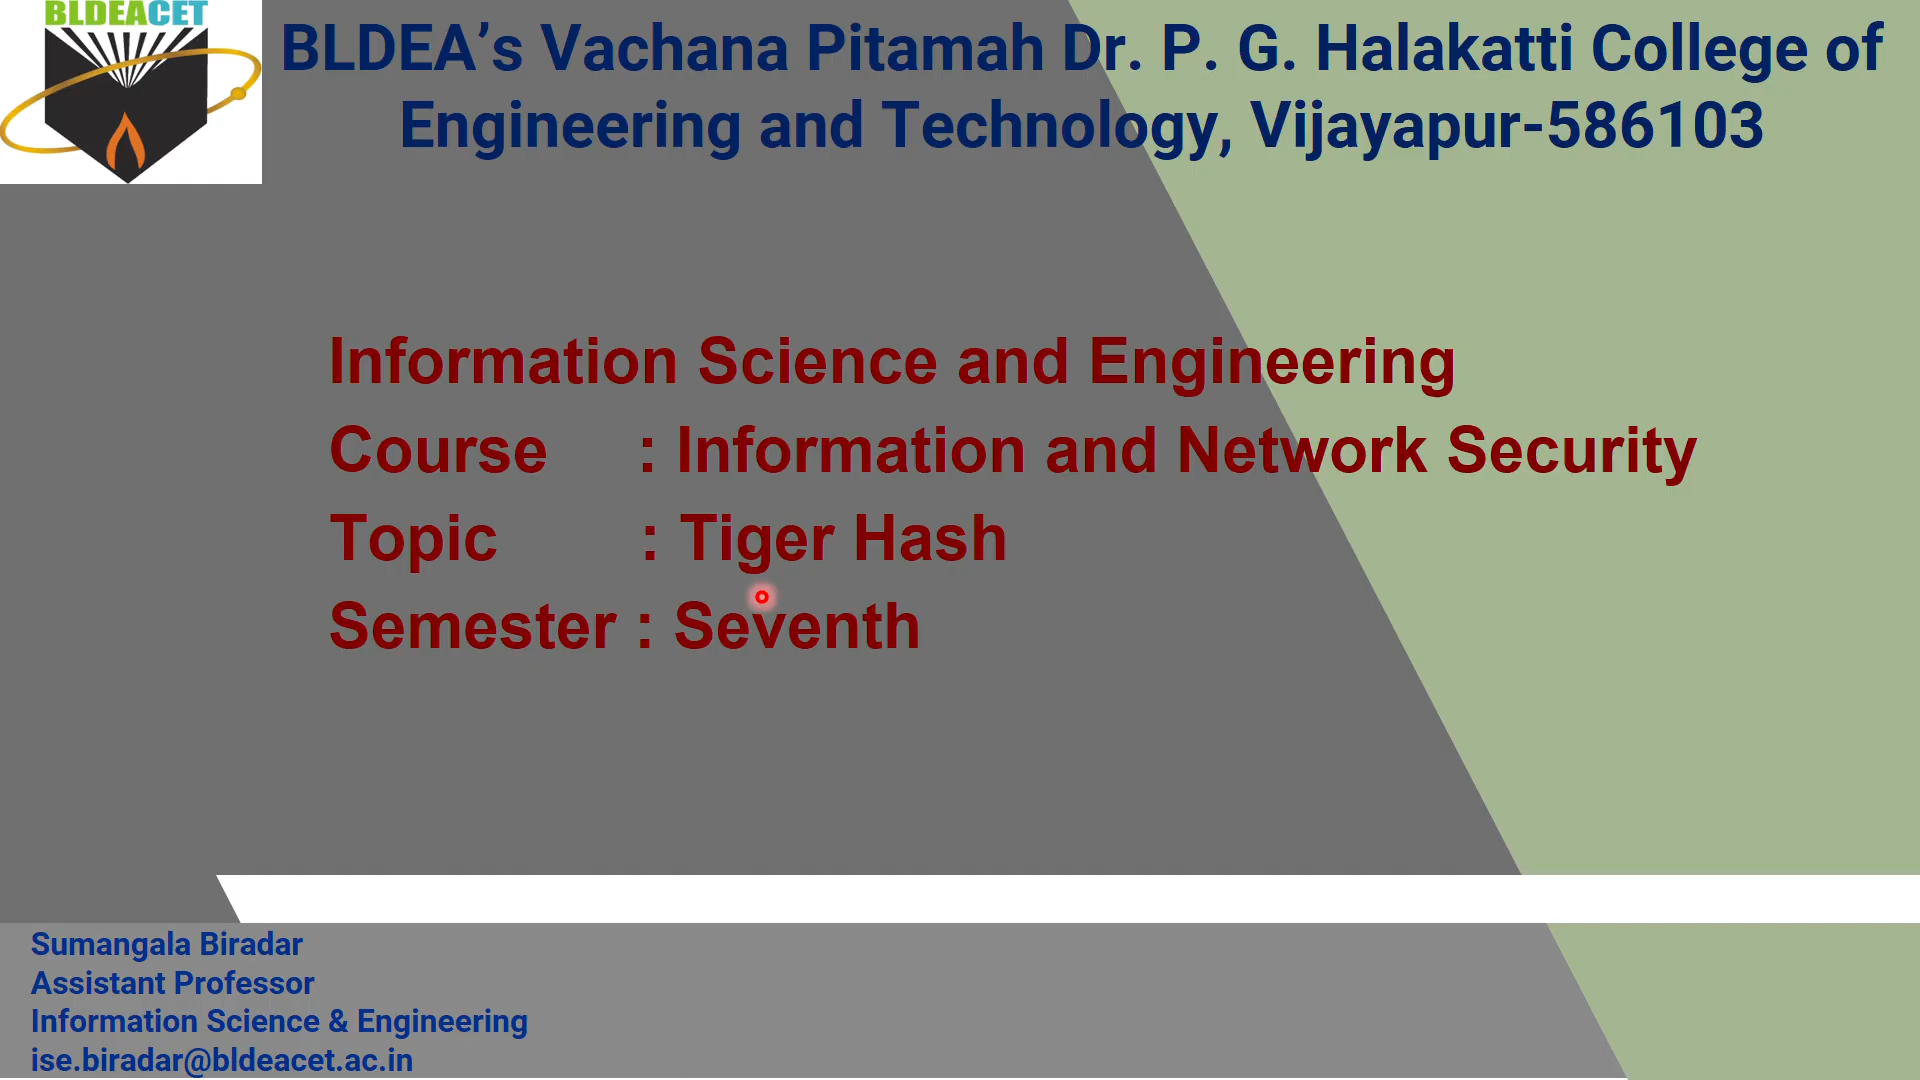 BLDEACET
BLDEA’s Vachana Pitamah Dr. P. G. Halakatti College of
Engineering and Technology, Vijayapur-586103
Information Science and Engineering
Course : Information and Network Security
Topic : Tiger Hash
Semester : Seventh
Sumangala Biradar
Assistant Professor
Information Science & Engineering
ise.biradar@bldeacet.ac.in